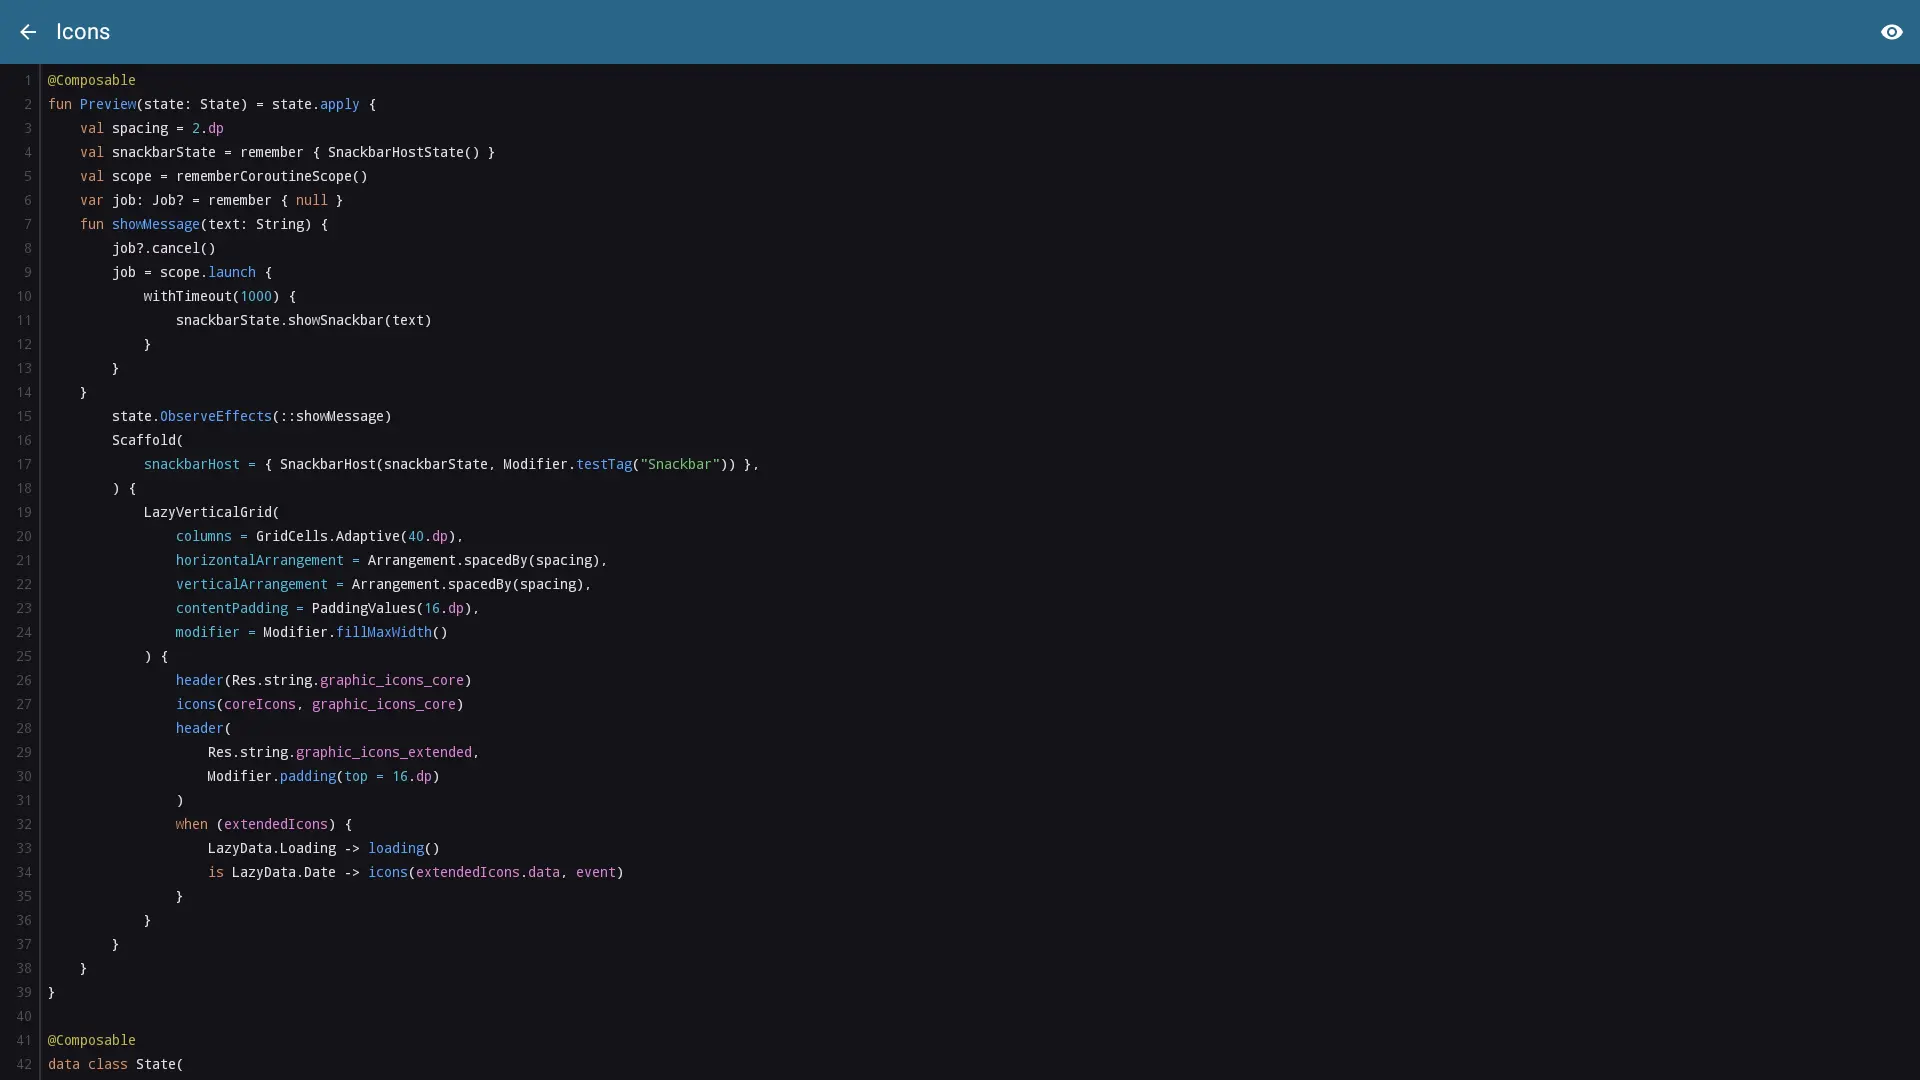 Icons
1 @Composable
2 fun Preview(state: State) = state.apply {
3     val spacing = 2.dp
4     val snackbarState = remember { SnackbarHostState() }
5     val scope = rememberCoroutineScope()
6     var job: Job? = remember { null }
7     fun showMessage(text: String) {
8         job?.cancel()
9         job = scope.launch {
10             withTimeout(1000) {
11                 snackbarState.showSnackbar(text)
12             }
13         }
14     }
15         state.ObserveEffects(::showMessage)
16         Scaffold(
17             snackbarHost = { SnackbarHost(snackbarState, Modifier.testTag("Snackbar")) },
18         ) {
19             LazyVerticalGrid(
20                 columns = GridCells.Adaptive(40.dp),
21                 horizontalArrangement = Arrangement.spacedBy(spacing),
22                 verticalArrangement = Arrangement.spacedBy(spacing),
23                 contentPadding = PaddingValues(16.dp),
24                 modifier = Modifier.fillMaxWidth()
25             ) {
26                 header(Res.string.graphic_icons_core)
27                 icons(coreIcons, graphic_icons_core)
28                 header(
29                     Res.string.graphic_icons_extended,
30                     Modifier.padding(top = 16.dp)
31                 )
32                 when (extendedIcons) {
33                     LazyData.Loading -> loading()
34                     is LazyData.Date -> icons(extendedIcons.data, event)
35                 }
36             }
37         }
38     }
39 }
40
41 @Composable
42 data class State(